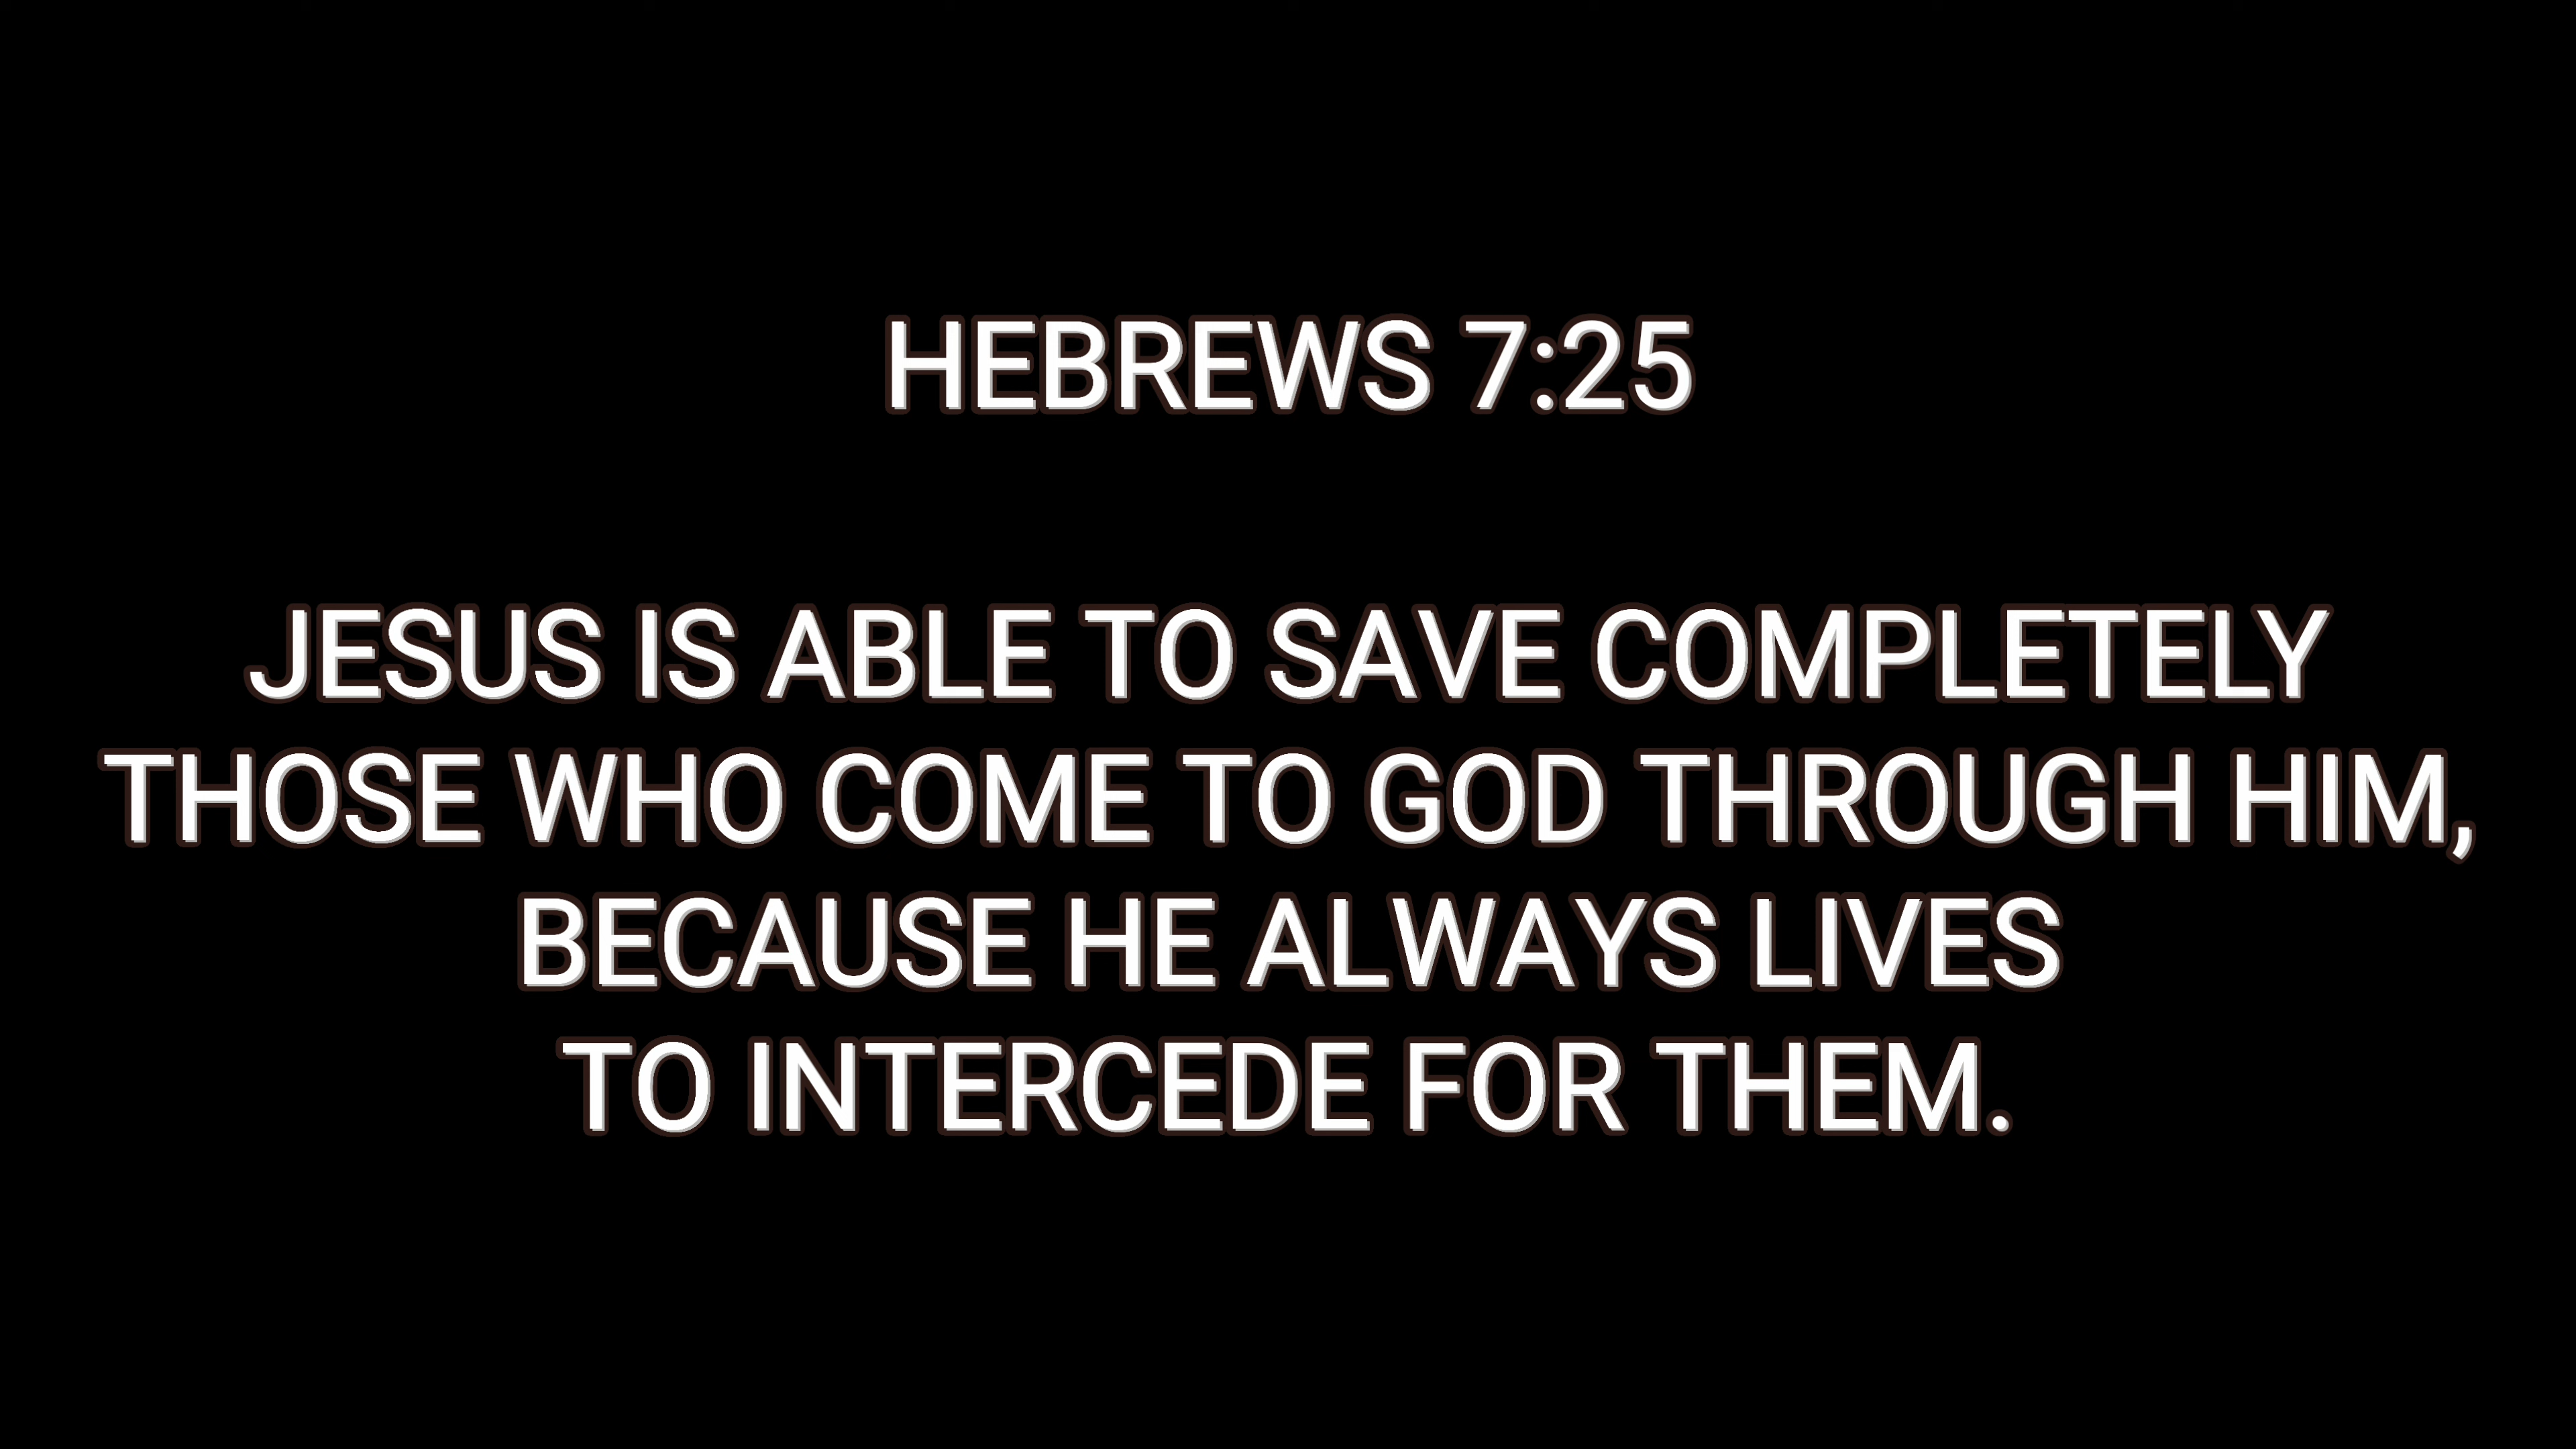 HEBREWS 7:25
JESUS IS ABLE TO SAVE COMPLETELY
THOSE WHO COME TO GOD THROUGH HIM,
BECAUSE HE ALWAYS LIVES
TO INTERCEDE FOR THEM.